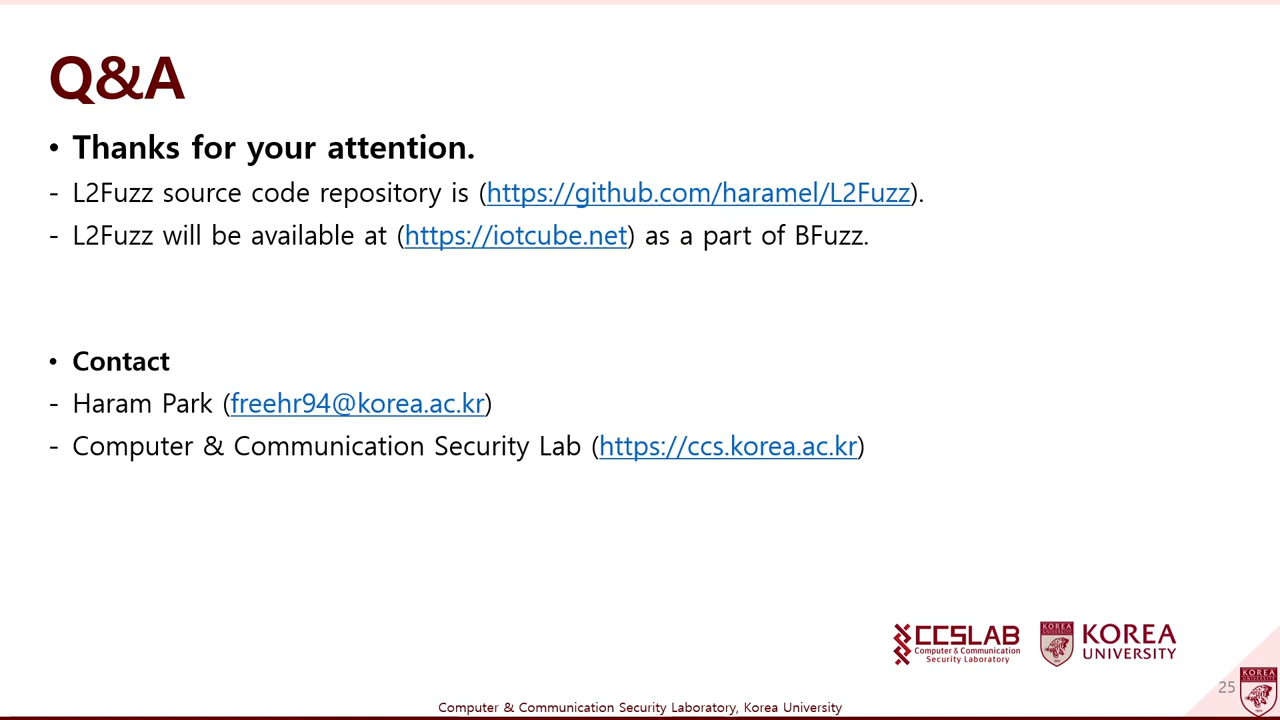 Q&A
• Thanks for your attention.
- L2Fuzz source code repository is (https://github.com/haramel/L2Fuzz).
- L2Fuzz will be available at (https://iotcube.net) as a part of BFuzz.
• Contact
- Haram Park (freehr94@korea.ac.kr)
- Computer & Communication Security Lab (https://ccs.korea.ac.kr)
CCSLAB
Computer & Communication
Security Laboratory
KOREA
KOREA
UNIVERSITY
25
KOREA
Computer & Communication Security Laboratory, Korea University